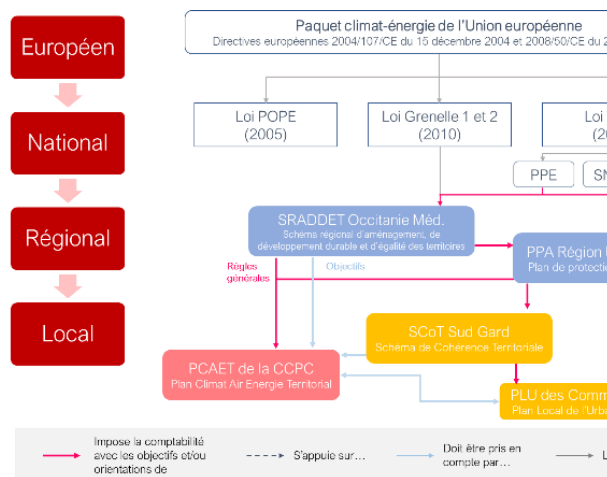 Européen
National
Régional
Local
Paquet climat-énergie de l'Union européenne
Directives européennes 2004/107/CE du 15 décembre 2004 et 2008/50/CE du 2
Loi POPE
(2005)
Loi Grenelle 1 et 2
(2010)
Loi
PPE
SRADDET Occitanie Méd.
Schéma régional d'aménagement, de
développement durable et d'égalité des territoires
Règles
générales
Objectifs
PPA Région
Plan de protection
SCoT Sud Gard
Schéma de Cohérence Territoriale
PCAET de la CCPC
Plan Climat Air Energie Territorial
PLU des Comm
Plan Local de l'Urba
Impose la comptabilité
avec les objectifs et/ou
orientations de
S'appuie sur…
Doit être pris en
compte par…
L